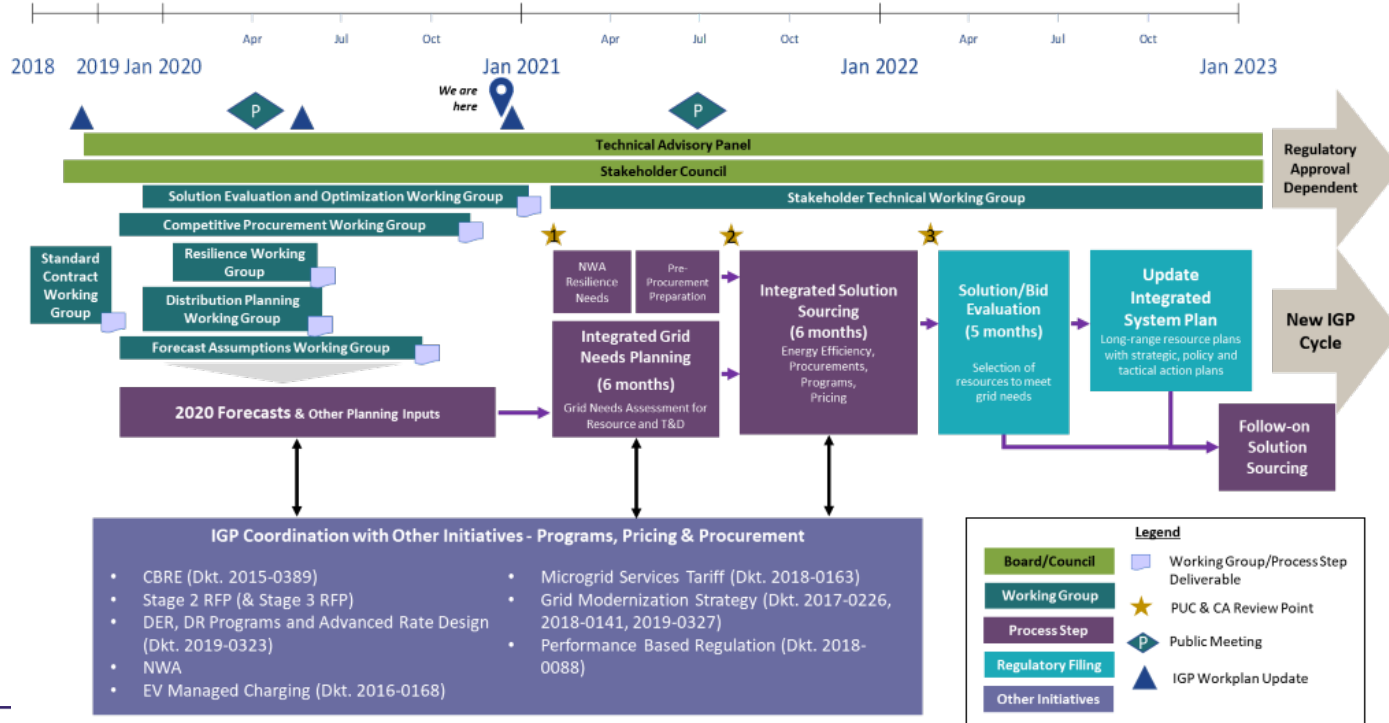 Apr Jul Oct Apr Jul Oct Apr Jul Oct
2018 2019 Jan 2020 Jan 2021 Jan 2022 Jan 2023
We are
here
P
P
Technical Advisory Panel
Stakeholder Council
Solution Evaluation and Optimization Working Group
Stakeholder Technical Working Group
Competitive Procurement Working Group
Regulatory
Approval
Dependent
Standard
Contract
Working
Group
Resilience Working
Group
Distribution Planning
Working Group
Forecast Assumptions Working Group
2020 Forecasts & Other Planning Inputs
1
2
3
NWA
Resilience
Needs
Pre-
Procurement
Preparation
Integrated Grid
Needs Planning
(6 months)
Grid Needs Assessment for
Resource and T&D
Integrated Solution
Sourcing
(6 months)
Energy Efficiency,
Procurements,
Programs,
Pricing
Solution/Bid
Evaluation
(5 months)
Selection of
resources to meet
grid needs
Update
Integrated
System Plan
Long-range resource plans
with strategic, policy and
tactical action plans
New IGP
Cycle
Follow-on
Solution
Sourcing
IGP Coordination with Other Initiatives - Programs, Pricing & Procurement
• CBRE (Dkt. 2015-0389)
• Stage 2 RFP (& Stage 3 RFP)
• DER, DR Programs and Advanced Rate Design
(Dkt. 2019-0323)
• NWA
• EV Managed Charging (Dkt. 2016-0168)
• Microgrid Services Tariff (Dkt. 2018-0163)
• Grid Modernization Strategy (Dkt. 2017-0226,
2018-0141, 2019-0327)
• Performance Based Regulation (Dkt. 2018-
0088)
Legend
Board/Council
Working Group
Process Step
Regulatory Filing
Other Initiatives
Working Group/Process Step
Deliverable
PUC & CA Review Point
P Public Meeting
IGP Workplan Update